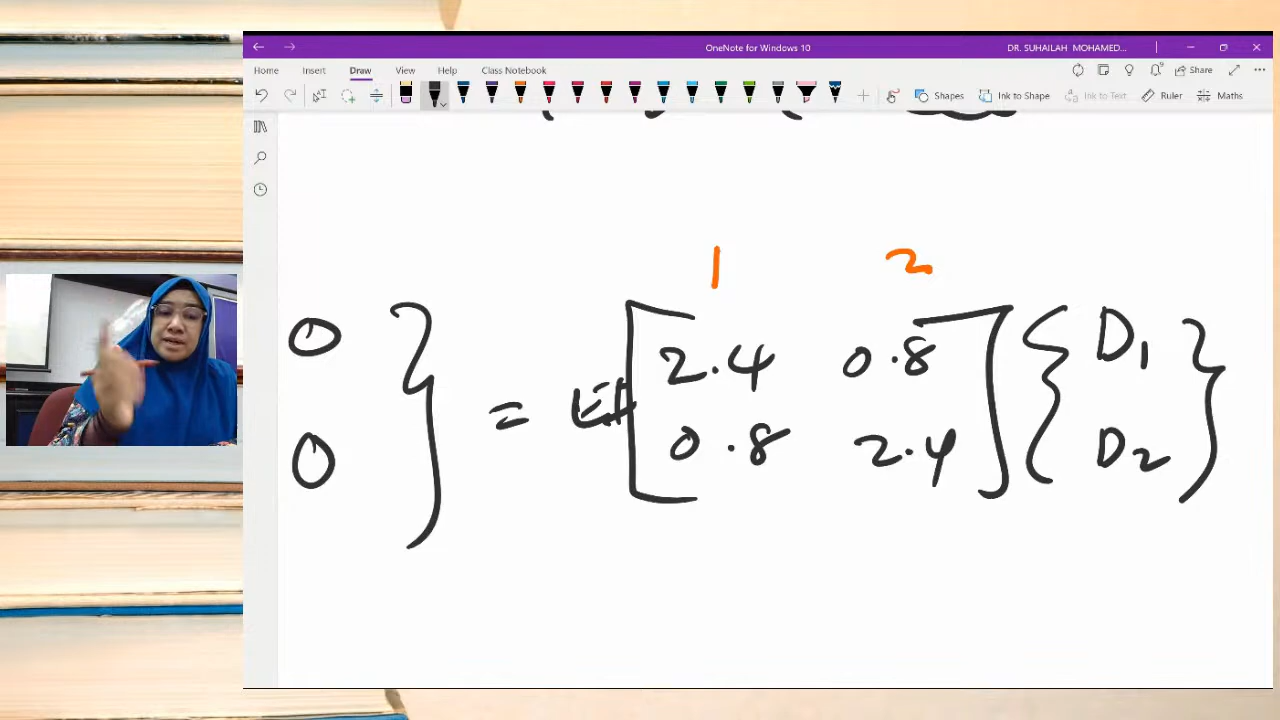 OneNote for Windows 10 DR. SUHAILAH MOHAMED...
Home Insert Draw View Help Class Notebook Share
Shapes Ink to Shape Ink to Text Ruler Maths
1 2
0 } = EI [ 2.4 0.8 ] { D1 }
0 0.8 2.4 D2